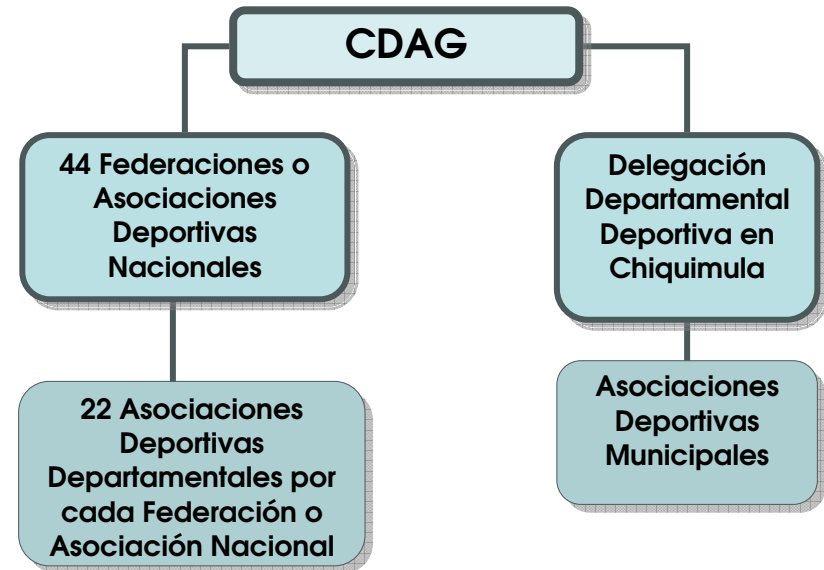 CDAG
44 Federaciones o
Asociaciones
Deportivas
Nacionales
Delegación
Departamental
Deportiva en
Chiquimula
22 Asociaciones
Deportivas
Departamentales por
cada Federación o
Asociación Nacional
Asociaciones
Deportivas
Municipales